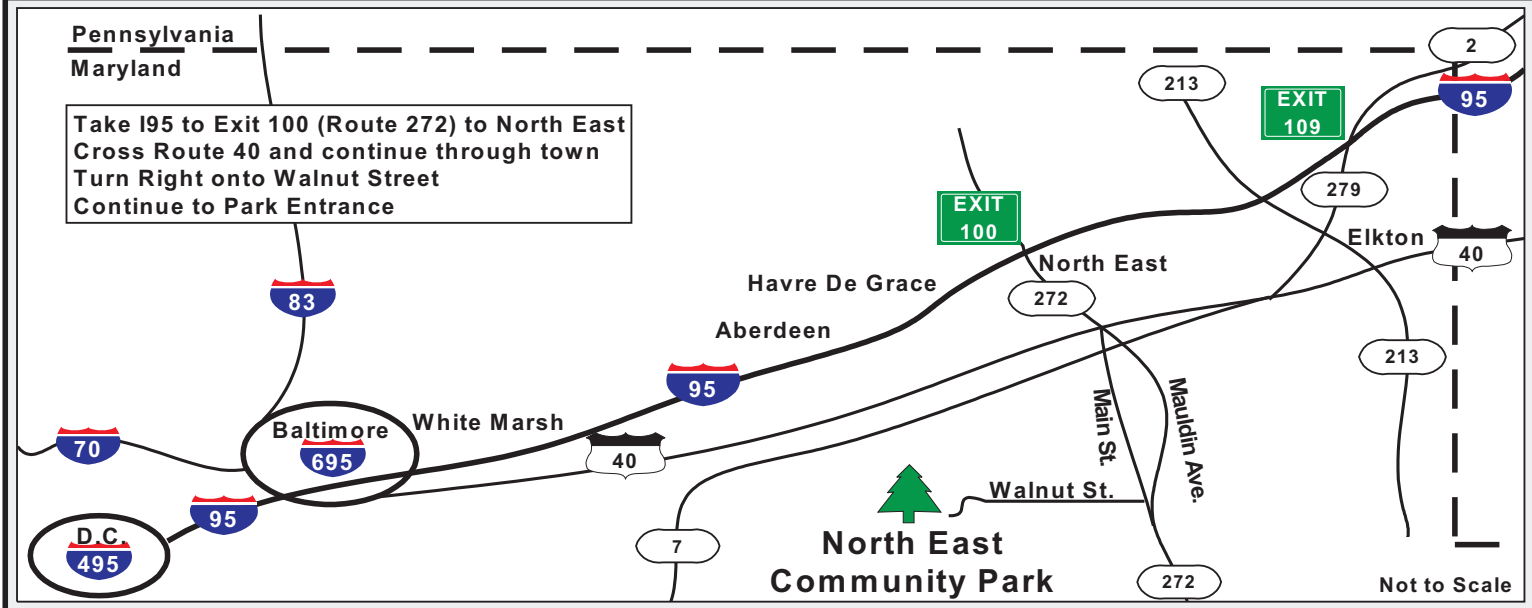 Pennsylvania
Maryland
2
213
EXIT
109
95
Take I95 to Exit 100 (Route 272) to North East
Cross Route 40 and continue through town
Turn Right onto Walnut Street
Continue to Park Entrance
279
EXIT
100
Elkton
40
North East
Havre De Grace
83
272
Aberdeen
213
95
Main St.
Mauldin Ave.
White Marsh
Baltimore
695
70
40
Walnut St.
95
D.C.
495
7
North East
Community Park
272
Not to Scale